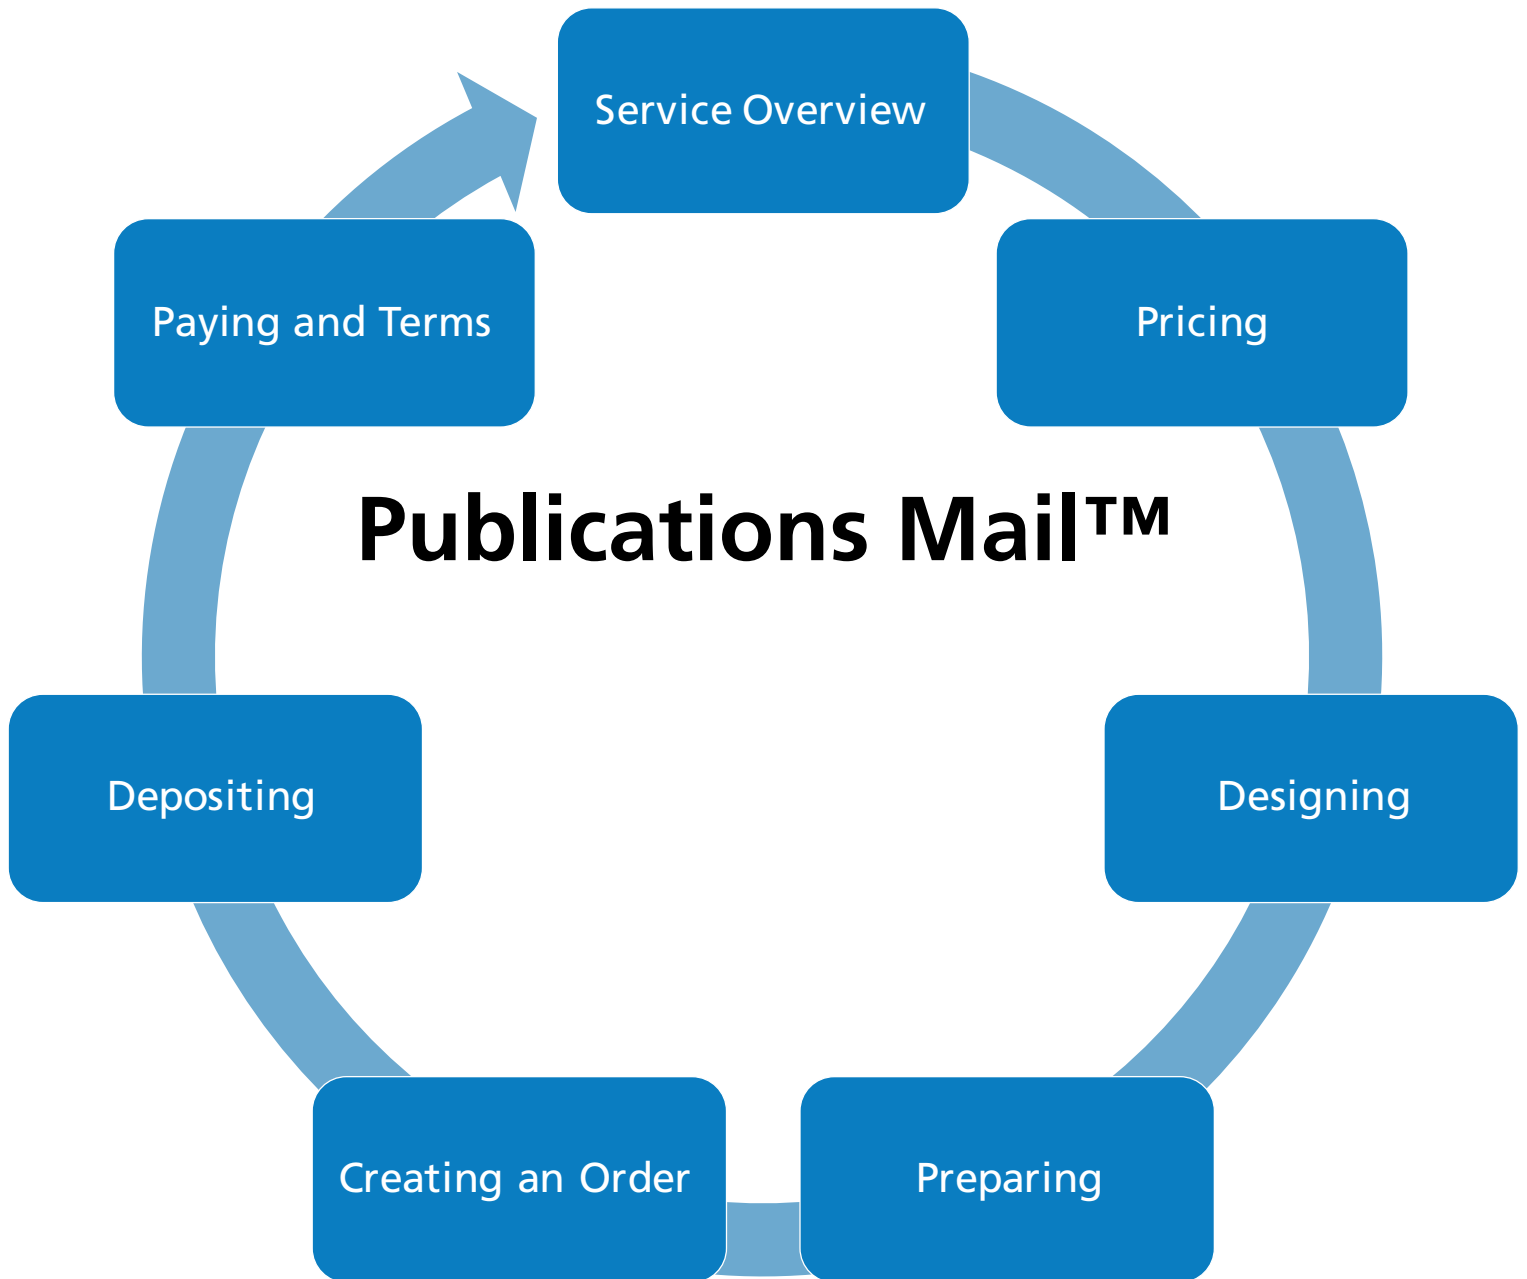 Service Overview
Pricing
Designing
Preparing
Creating an Order
Depositing
Paying and Terms
Publications Mail™